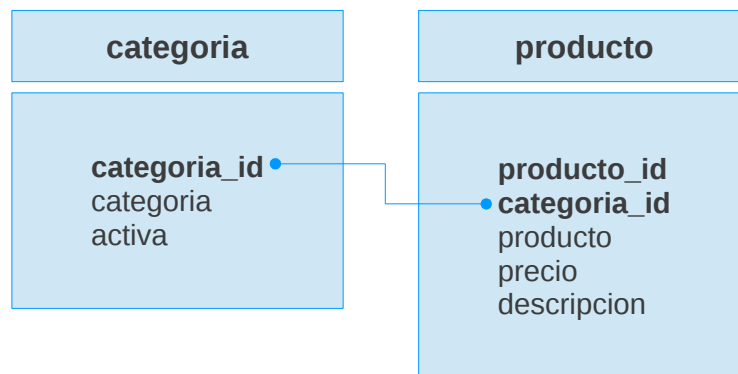 categoria
categoria_id
categoria
activa
producto
producto_id
categoria_id
producto
precio
descripcion